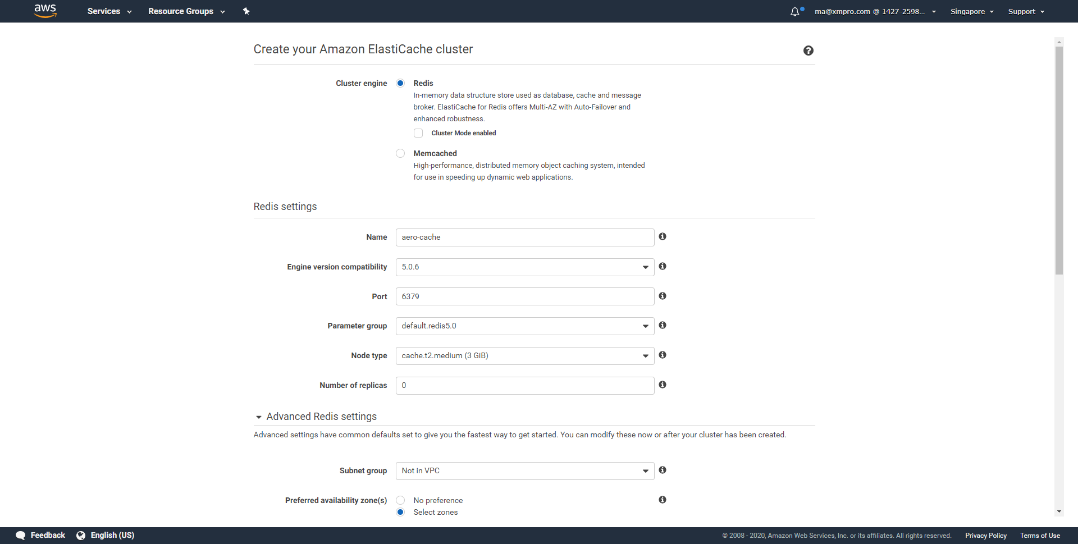 aws Services Resource Groups ma@xmpro.com @ 1427-2598... Singapore Support
Create your Amazon ElastiCache cluster
Cluster engine Redis
In-memory data structure store used as database, cache and message
broker. ElastiCache for Redis offers Multi-AZ with Auto-Failover and
enhanced robustness.
Cluster Mode enabled
Memcached
High-performance, distributed memory object caching system, intended
for use in speeding up dynamic web applications.
Redis settings
Name aero-cache
Engine version compatibility 5.0.6
Port 6379
Parameter group default.redis5.0
Node type cache.t2.medium (3 GiB)
Number of replicas 0
Advanced Redis settings
Advanced settings have common defaults set to give you the fastest way to get started. You can modify these now or after your cluster has been created.
Subnet group Not in VPC
Preferred availability zone(s) No preference
Select zones
Feedback English (US) © 2008 - 2020, Amazon Web Services, Inc. or its affiliates. All rights reserved. Privacy Policy Terms of Use